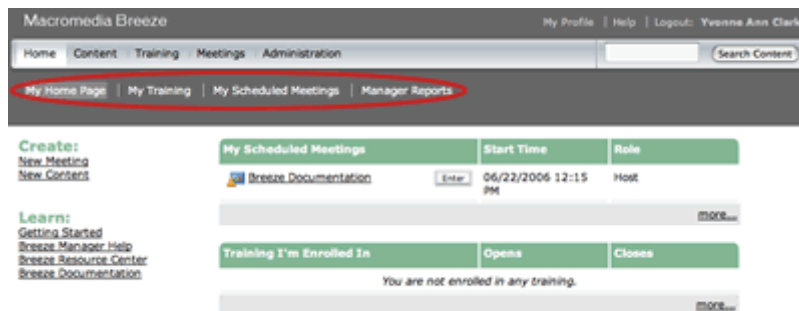 Macromedia Breeze
My Profile | Help | Logout: Yvonne Ann Clark
Home Content Training Meetings Administration Search Content
My Home Page | My Training | My Scheduled Meetings | Manager Reports
Create:
New Meeting
New Content
Learn:
Getting Started
Breeze Manager Help
Breeze Resource Center
Breeze Documentation
My Scheduled Meetings Start Time Role
Breeze Documentation Enter 06/22/2006 12:15 Host
PM
more...
Training I'm Enrolled In Opens Closes
You are not enrolled in any training.
more...